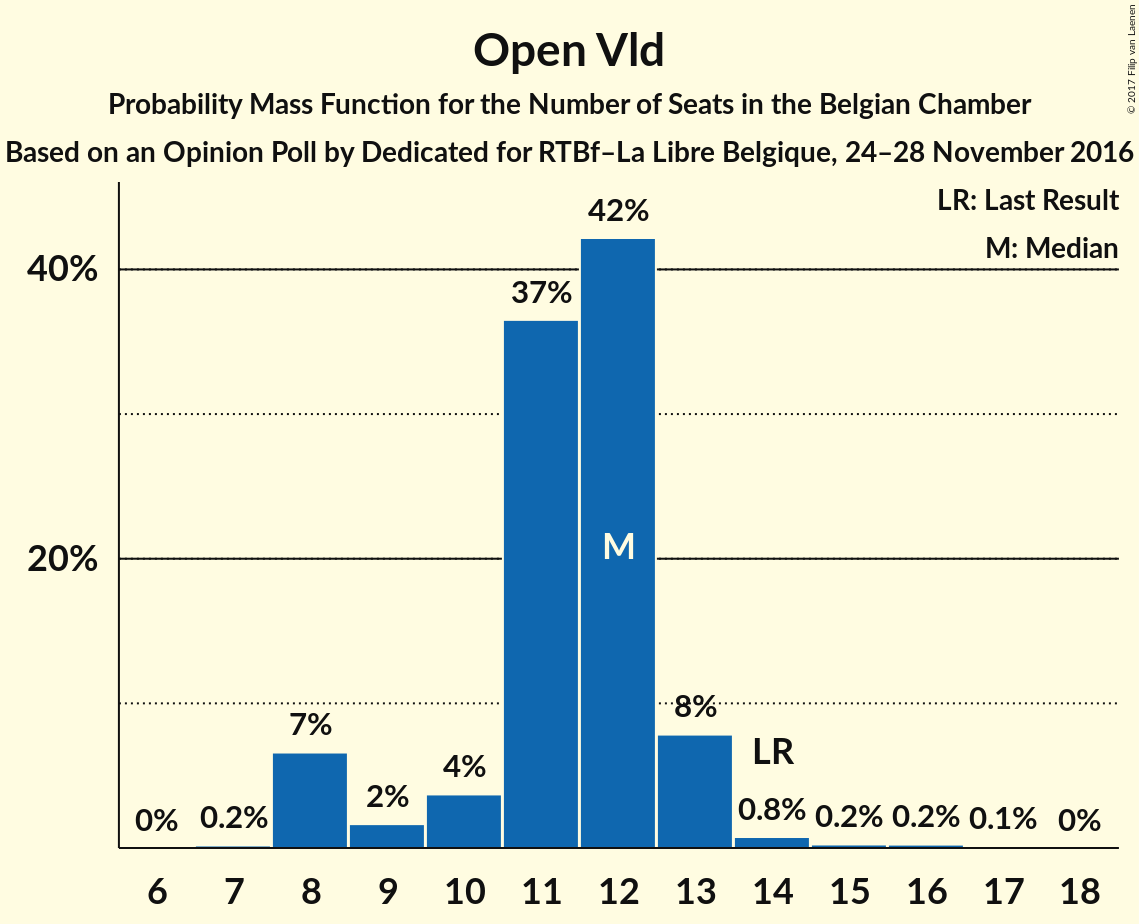 Open Vld
Probability Mass Function for the Number of Seats in the Belgian Chamber
Based on an Opinion Poll by Dedicated for RTBf–La Libre Belgique, 24–28 November 2016
© 2017 Filip van Laenen
LR: Last Result
M: Median
40%
20%
0%
0.2%
7%
2%
4%
37%
42%
M
8%
LR
0.8%
0.2%
0.2%
0.1%
0%
6 7 8 9 10 11 12 13 14 15 16 17 18